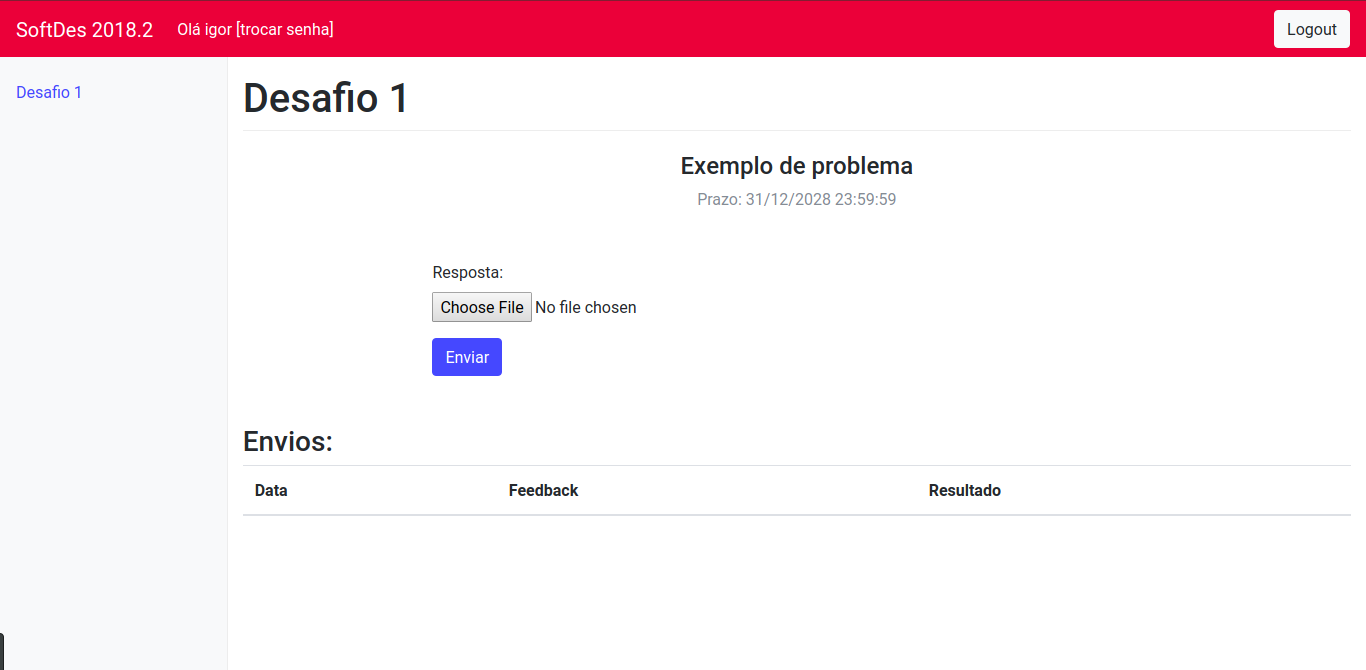 SoftDes 2018.2 Olá igor [trocar senha] Logout
Desafio 1
Desafio 1
Exemplo de problema
Prazo: 31/12/2028 23:59:59
Resposta:
Choose File No file chosen
Enviar
Envios:
Data Feedback Resultado